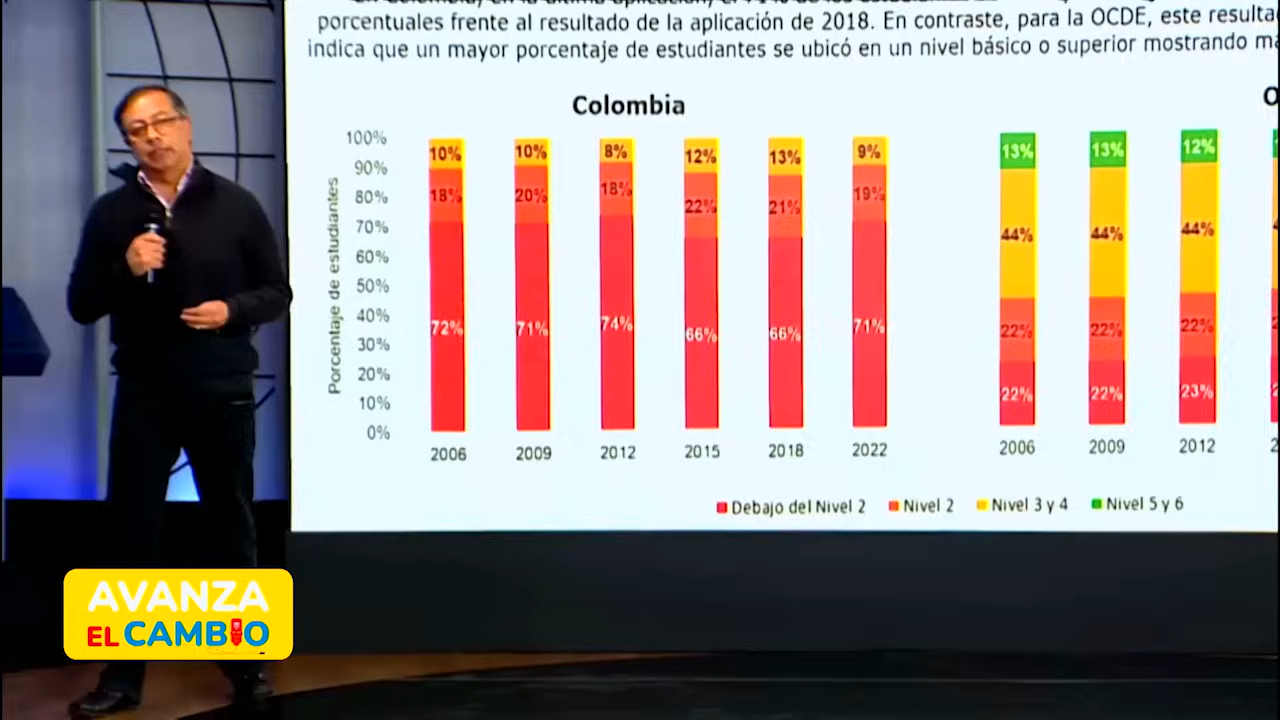 porcentuales frente al resultado de la aplicación de 2018. En contraste, para la OCDE, este resulta
indica que un mayor porcentaje de estudiantes se ubicó en un nivel básico o superior mostrando
Colombia
Porcentaje de estudiantes
100%
90%
80%
70%
60%
50%
40%
30%
20%
10%
0%
10% 10% 8% 12% 13% 9%
18% 20% 18% 22% 21% 19%
72% 71% 74% 66% 66% 71%
2006 2009 2012 2015 2018 2022
13% 13% 12%
44% 44% 44%
22% 22% 22%
22% 22% 23%
2006 2009 2012
Debajo del Nivel 2 Nivel 2 Nivel 3 y 4 Nivel 5 y 6
AVANZA
EL CAMBIO